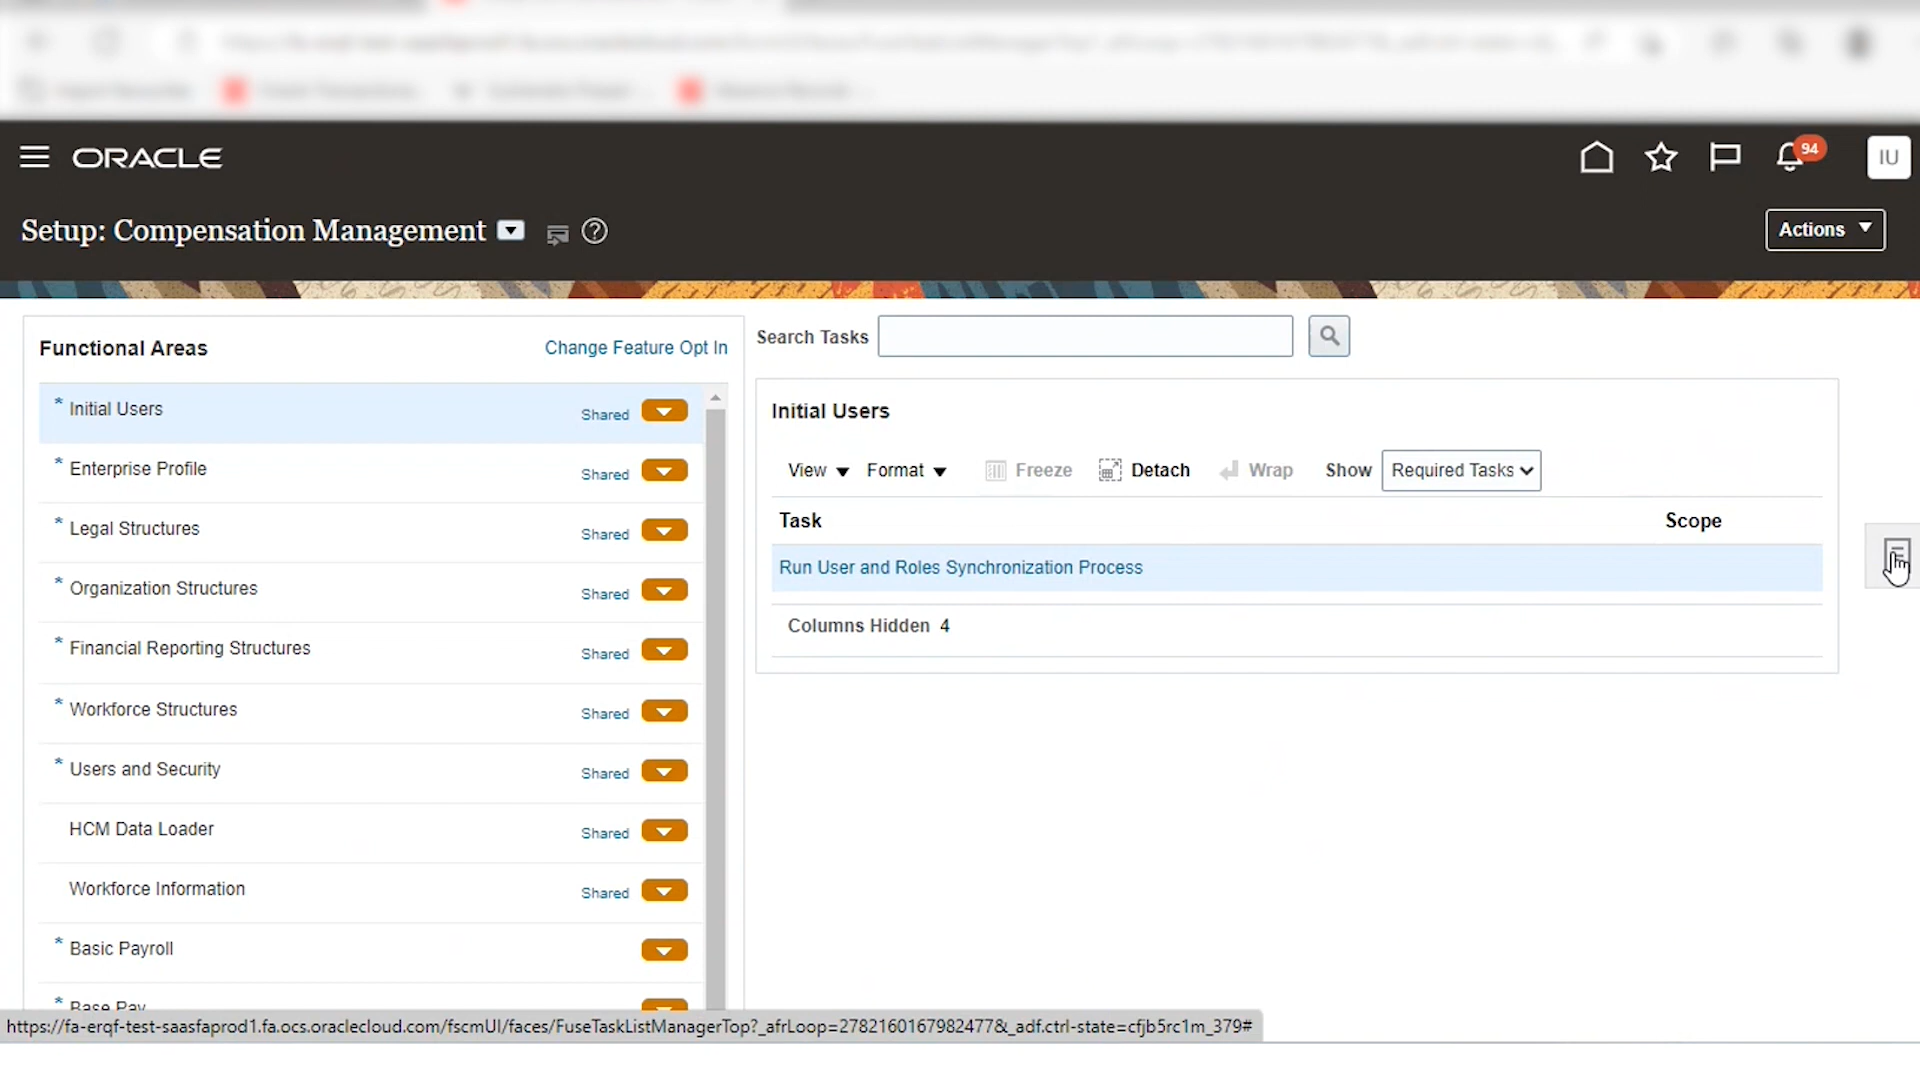 ORACLE
94
IU
Setup: Compensation Management
Actions
Functional Areas
Change Feature Opt In
* Initial Users Shared
* Enterprise Profile Shared
* Legal Structures Shared
* Organization Structures Shared
* Financial Reporting Structures Shared
* Workforce Structures Shared
* Users and Security Shared
HCM Data Loader Shared
Workforce Information Shared
* Basic Payroll
* Base Pay
Search Tasks
Initial Users
View Format Freeze Detach Wrap Show Required Tasks
Task Scope
Run User and Roles Synchronization Process
Columns Hidden 4
https://fa-erqf-test-saasfaprod1.fa.ocs.oraclecloud.com/fscmUI/faces/FuseTaskListManagerTop?_afrLoop=2782160167982477&_adf.ctrl-state=cfjb5rc1m_379#